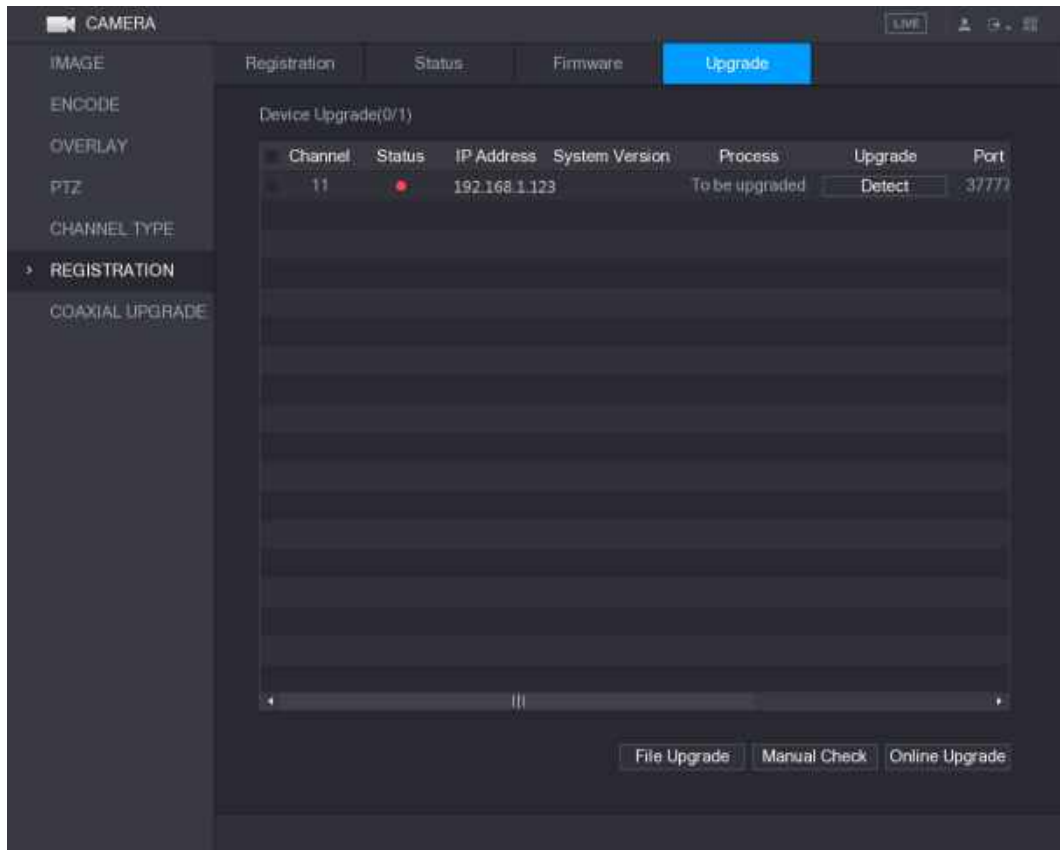 CAMERA
LIVE
IMAGE
ENCODE
OVERLAY
PTZ
CHANNEL TYPE
REGISTRATION
COAXIAL UPGRADE
Registration Status Firmware Upgrade
Device Upgrade(0/1)
Channel Status IP Address System Version Process Upgrade Port
11 192.168.1.123 To be upgraded Detect 37777
File Upgrade Manual Check Online Upgrade